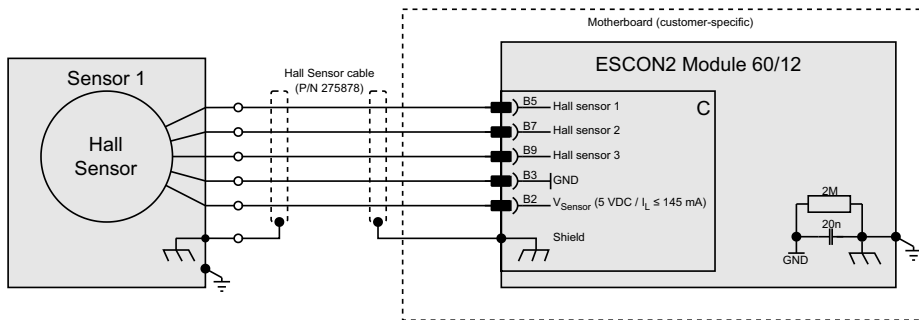 Motherboard (customer-specific)
Sensor 1
Hall
Sensor
Hall Sensor cable
(P/N 275878)
ESCON2 Module 60/12
C
B5 Hall sensor 1
B7 Hall sensor 2
B9 Hall sensor 3
B3 GND
B2 VSensor (5 VDC / IL ≤ 145 mA)
Shield
2M
20n
GND